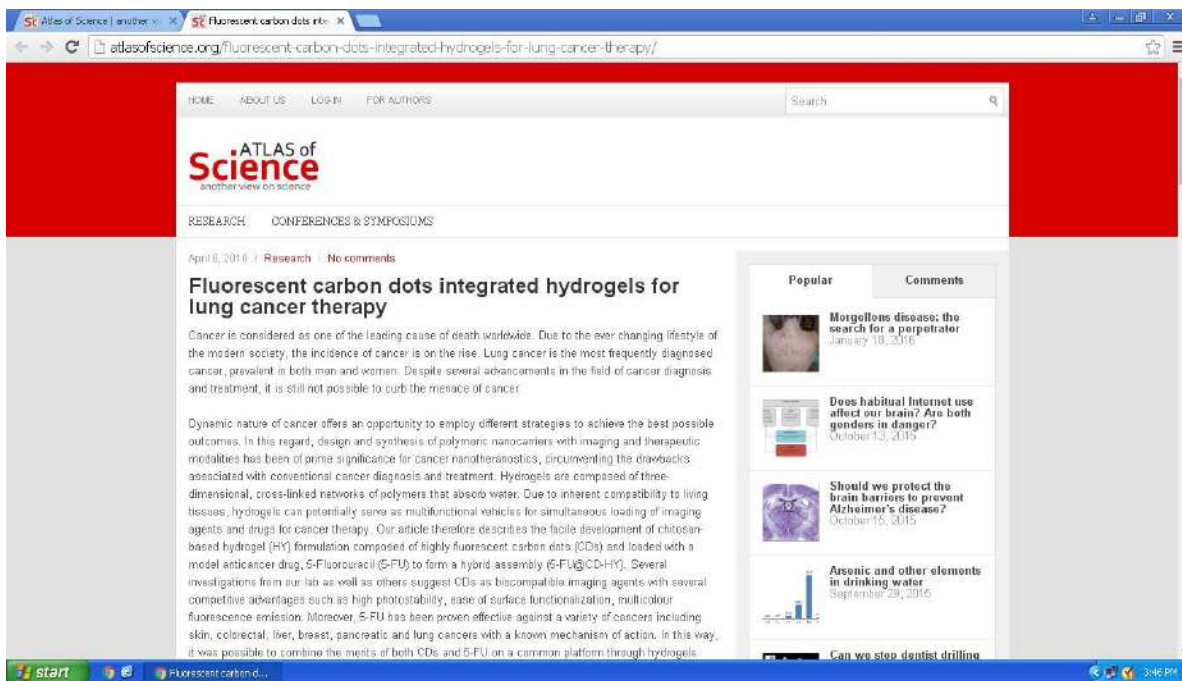 Atlas of Science | another vi
Fluorescent carbon dots inte
atlasofscience.org/fluorescent-carbon-dots-integrated-hydrogels-for-lung-cancer-therapy/
HOME ABOUT US LOG IN FOR AUTHORS
Search
ATLAS of
Science
another view on science
RESEARCH CONFERENCES & SYMPOSIUMS
April 6, 2016 Research No comments
Fluorescent carbon dots integrated hydrogels for
lung cancer therapy
Cancer is considered as one of the leading cause of death worldwide. Due to the ever changing lifestyle of
the modern society, the incidence of cancer is on the rise. Lung cancer is the most frequently diagnosed
cancer, prevalent in both men and women. Despite several advancements in the field of cancer diagnosis
and treatment, it is still not possible to curb the menace of cancer
Dynamic nature of cancer offers an opportunity to employ different strategies to achieve the best possible
outcomes. In this regard, design and synthesis of polymeric nanocarriers with imaging and therapeutic
modalities has been of prime significance for cancer nanotheranostics, circumventing the drawbacks
associated with conventional cancer diagnosis and treatment. Hydrogels are composed of three-
dimensional, cross-linked networks of polymers that absorb water. Due to inherent compatibility to living
tissues, hydrogels can potentially serve as multifunctional vehicles for simultaneous loading of imaging
agents and drugs for cancer therapy. Our article therefore describes the facile development of chitosan-
based hydrogel (HY) formulation composed of highly fluorescent carbon dots (CDs) and loaded with a
model anticancer drug, 5-Fluorouracil (5-FU) to form a hybrid assembly (5-FU@CD-HY). Several
investigations from our lab as well as others suggest CDs as biocompatible imaging agents with several
competitive advantages such as high photostability, ease of surface functionalization, multicolour
fluorescence emission. Moreover, 5-FU has been proven effective against a variety of cancers including
skin, colorectal, liver, breast, pancreatic and lung cancers with a known mechanism of action. In this way,
it was possible to combine the merits of both CDs and 5-FU on a common platform through hydrogels.
Popular Comments
Morgellons disease: the
search for a perpetrator
January 18, 2016
Does habitual Internet use
affect our brain? Are both
genders in danger?
October 13, 2015
Should we protect the
brain barriers to prevent
Alzheimer's disease?
October 15, 2015
Arsenic and other elements
in drinking water
September 29, 2015
Can we stop dentist drilling
start
Fluorescent carbon d...
3:46 PM